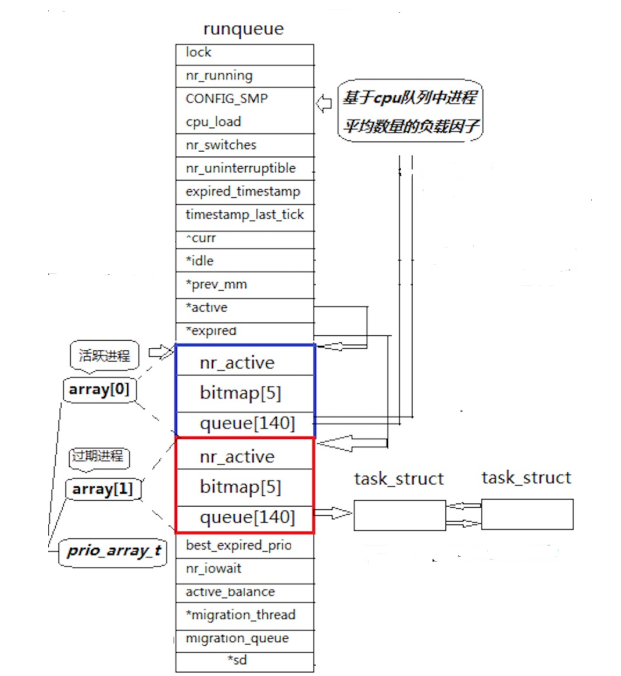 runqueue
lock
nr_running
CONFIG_SMP
cpu_load
nr_switches
nr_uninterruptible
expired_timestamp
timestamp_last_tick
*curr
*idle
*prev_mm
*active
*expired
基于cpu队列中进程
平均数量的负载因子
活跃进程
array[0]
nr_active
bitmap[5]
queue[140]
过期进程
array[1]
prio_array_t
nr_active
bitmap[5]
queue[140]
task_struct
task_struct
best_expired_prio
nr_iowait
active_balance
*migration_thread
migration_queue
*sd